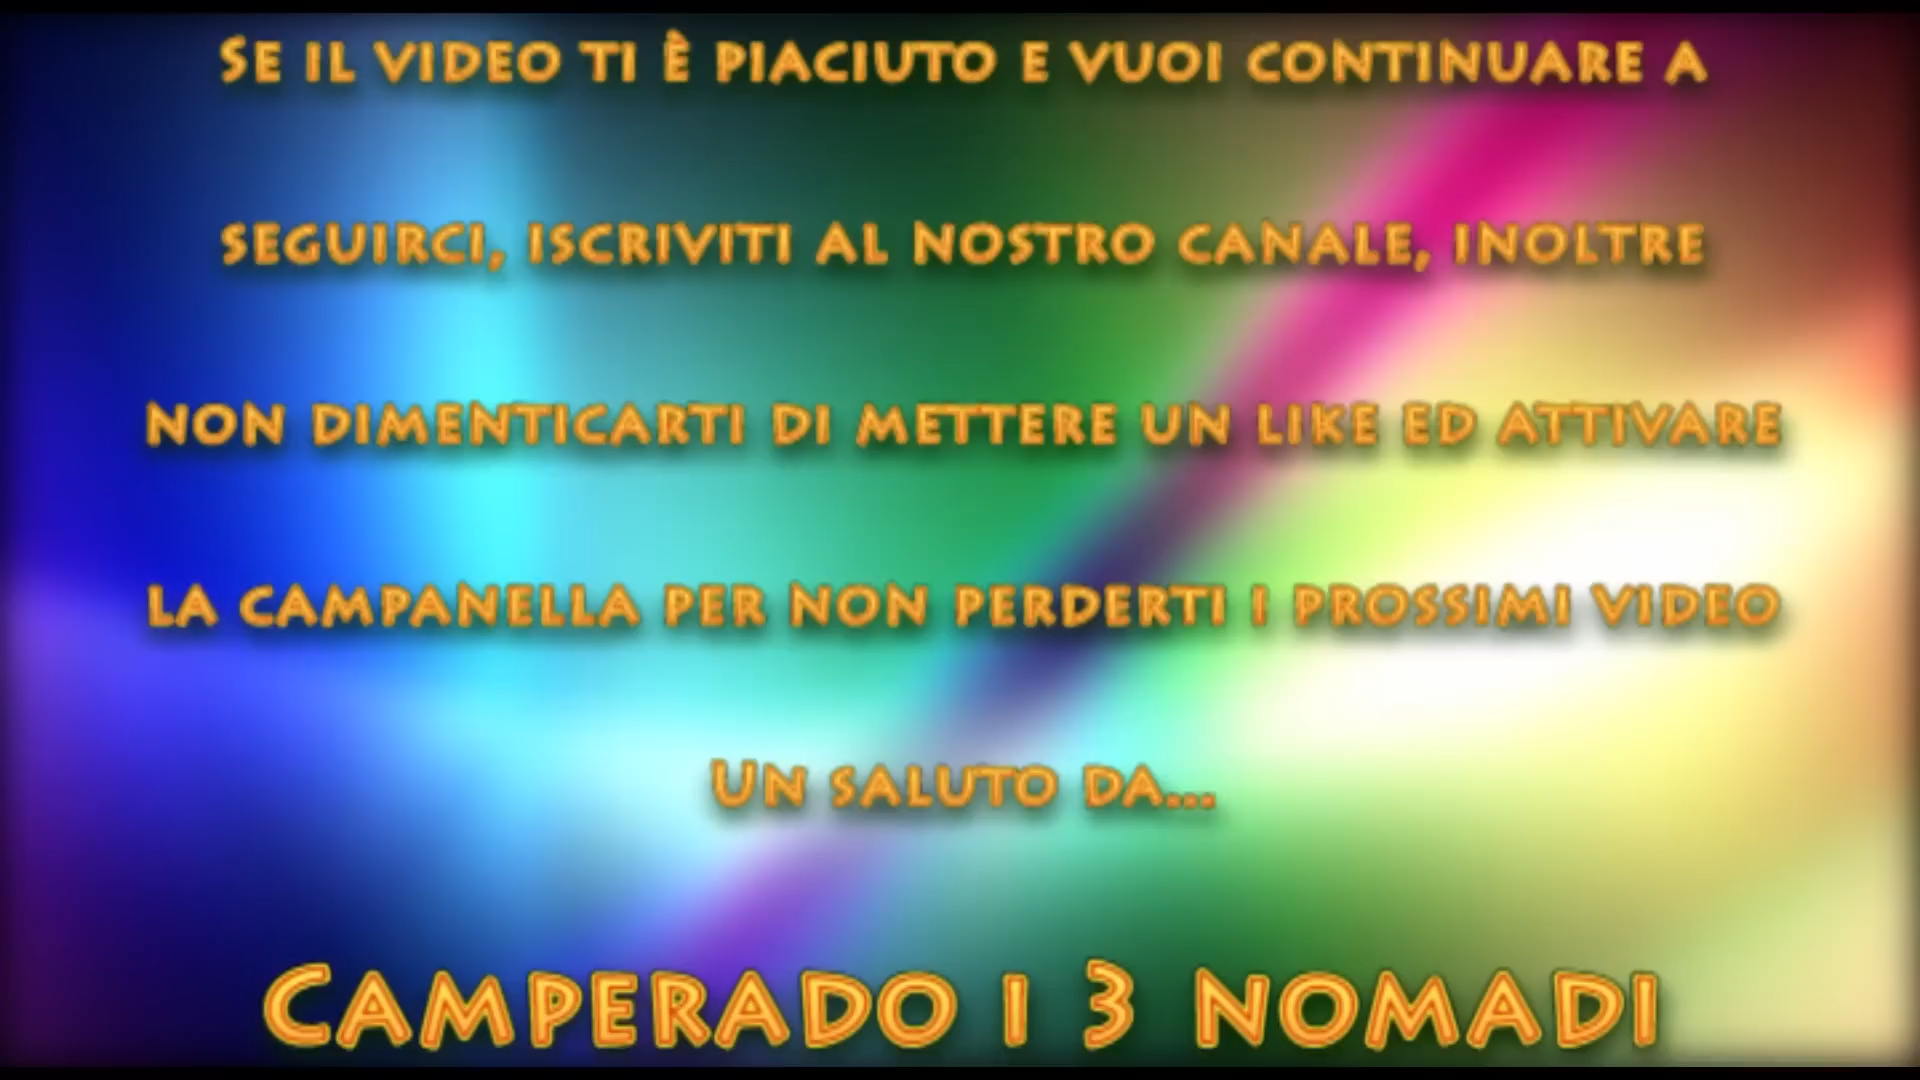 Se il video ti è piaciuto e vuoi continuare a
seguirci, iscriviti al nostro canale, inoltre
non dimenticarti di mettere un like ed attivare
la campanella per non perderti i prossimi video
Un saluto da...
Camperado i 3 nomadi